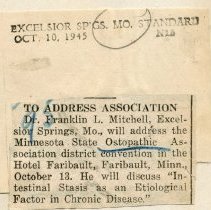 EXCELSIOR SPGS. MO. STANDARD
OCT. 10, 1945
TO ADDRESS ASSOCIATION
Dr. Franklin L. Mitchell, Excel-
sior Springs, Mo., will address the
Minnesota State Ostopathic As-
sociation district convention in the
Hotel Faribault, Faribault, Minn.,
October 13. He will discuss "In-
testinal Stasis as an Etiological
Factor in Chronic Disease."